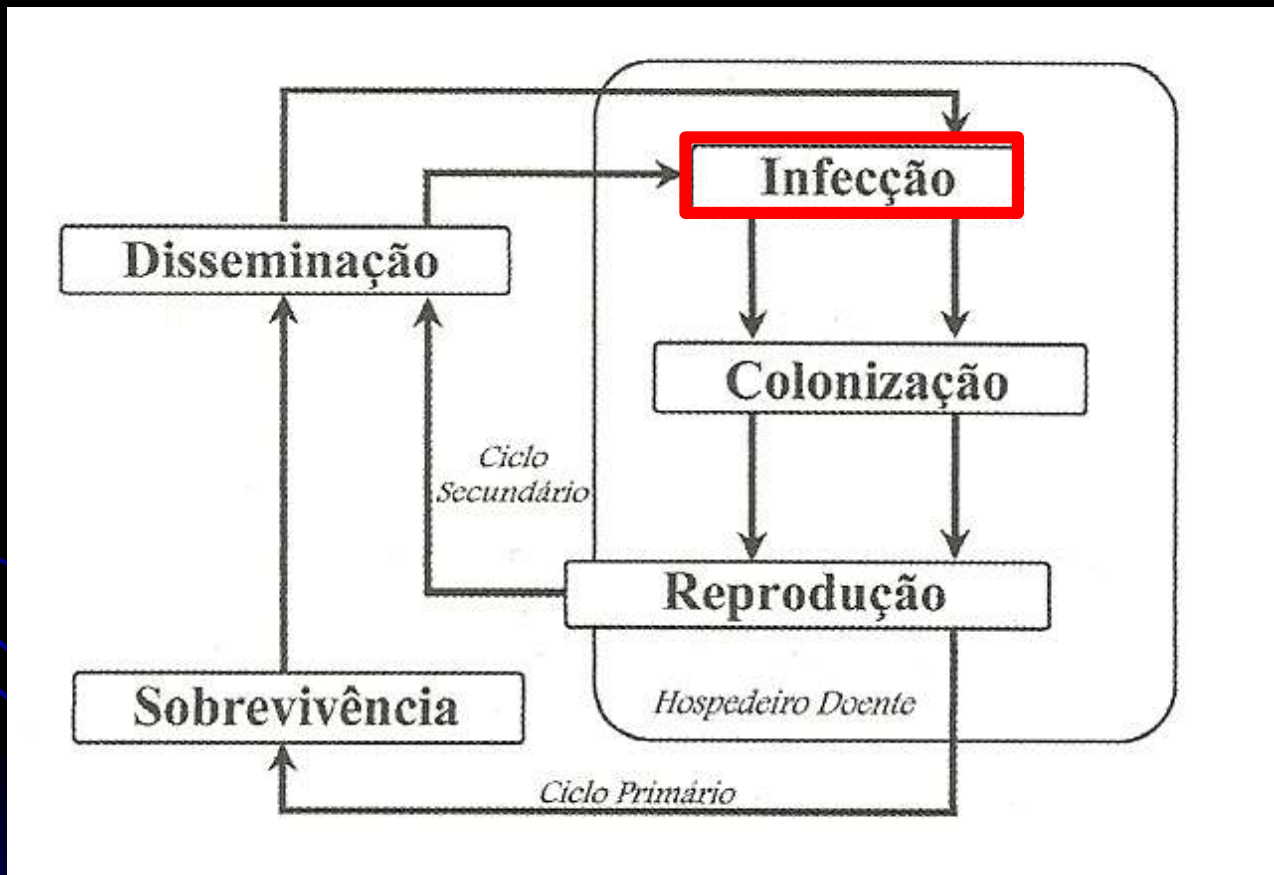 Infecção
Disseminação
Colonização
Ciclo
Secundário
Reprodução
Sobrevivência
Hospedeiro Doente
Ciclo Primário